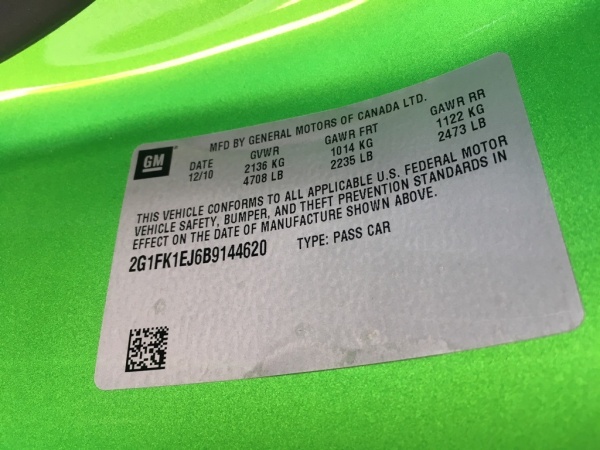 MFD BY GENERAL MOTORS OF CANADA LTD.
GM
DATE GVWR GAWR FRT GAWR RR
12/10 2136 KG 1014 KG 1122 KG
4708 LB 2235 LB 2473 LB
THIS VEHICLE CONFORMS TO ALL APPLICABLE U.S. FEDERAL MOTOR
VEHICLE SAFETY, BUMPER, AND THEFT PREVENTION STANDARDS IN
EFFECT ON THE DATE OF MANUFACTURE SHOWN ABOVE.
2G1FK1EJ6B9144620 TYPE: PASS CAR